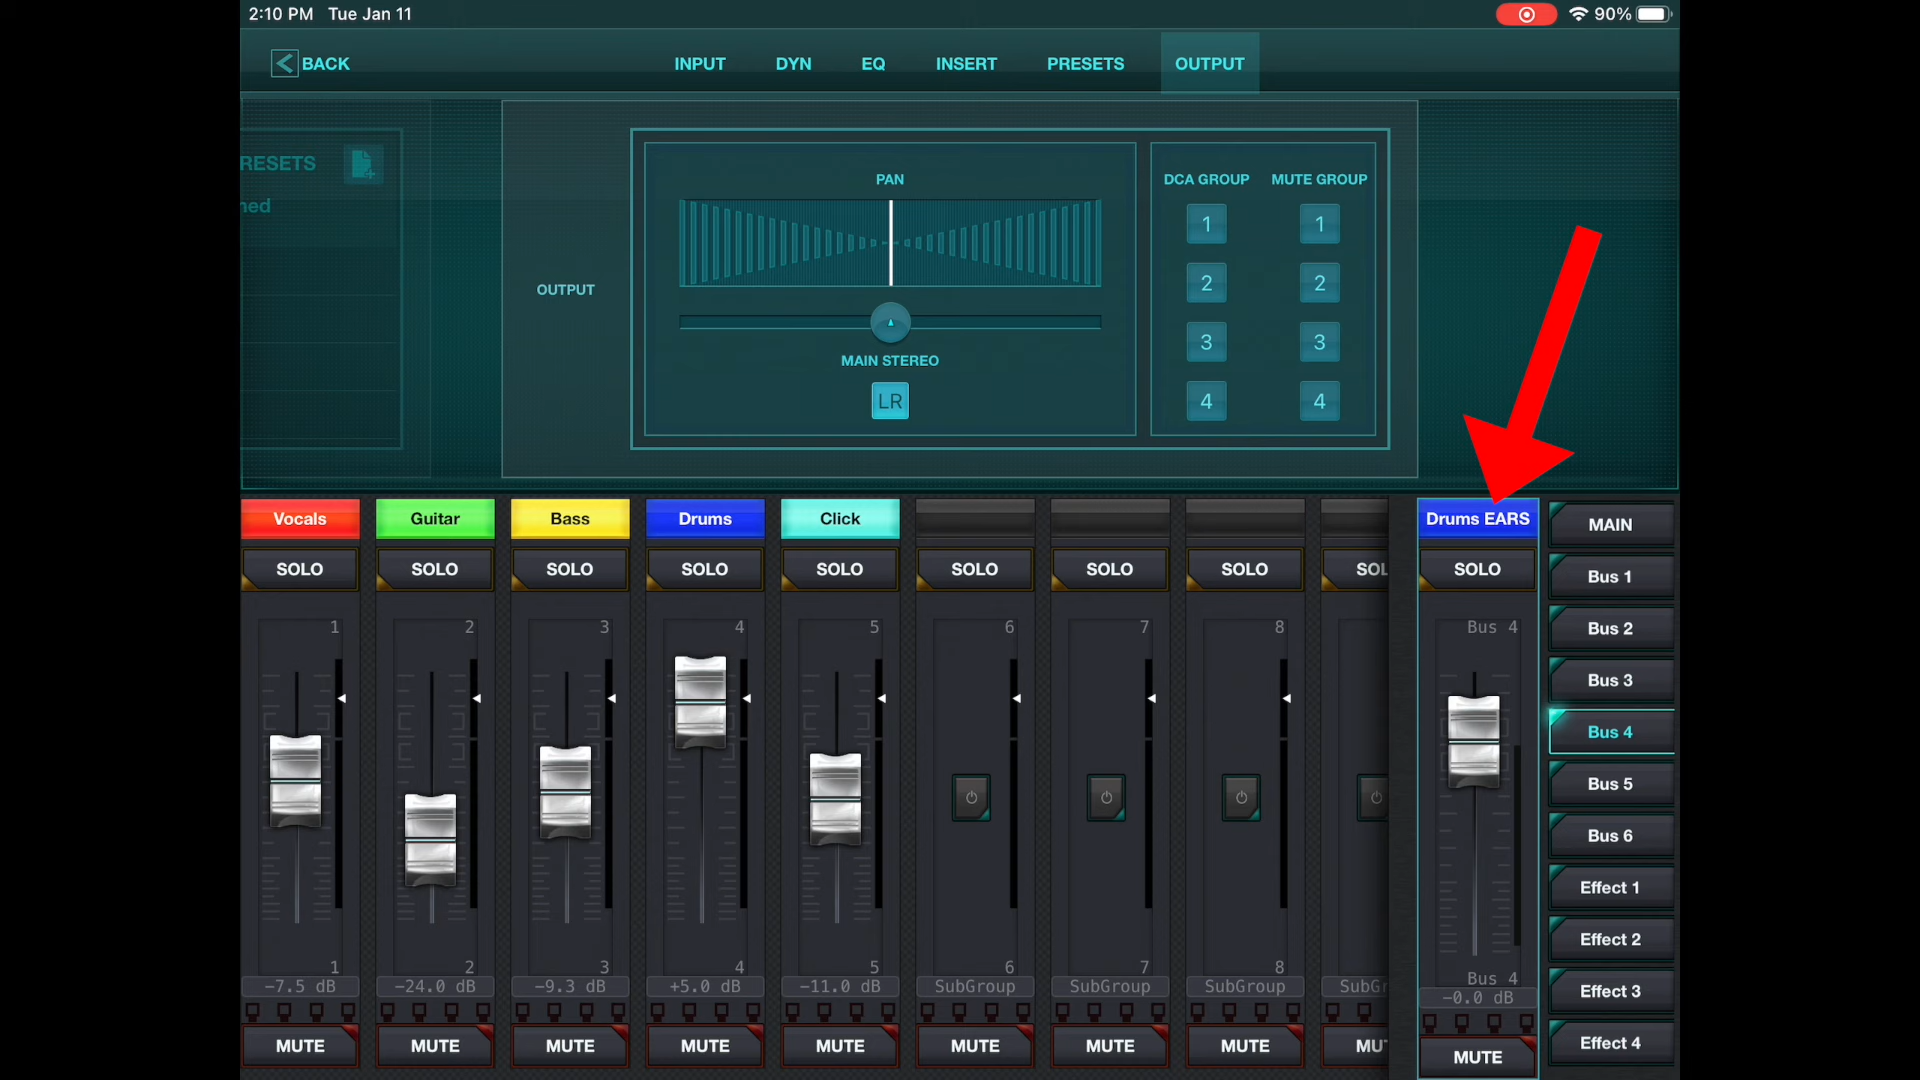 2:10 PM Tue Jan 11
90%
BACK
INPUT DYN EQ INSERT PRESETS OUTPUT
RESETS
ned
OUTPUT
PAN
MAIN STEREO
LR
DCA GROUP MUTE GROUP
1 1
2 2
3 3
4 4
Vocals Guitar Bass Drums Click Drums EARS
SOLO SOLO SOLO SOLO SOLO SOLO SOLO SOLO SOL SOLO
1 2 3 4 5 6 7 8 Bus 4
1 2 3 4 5 6 7 8 Bus 4
-7.5 dB -24.0 dB -9.3 dB +5.0 dB -11.0 dB SubGroup SubGroup SubGroup SubGr -0.0 dB
MUTE MUTE MUTE MUTE MUTE MUTE MUTE MUTE MUT MUTE
MAIN
Bus 1
Bus 2
Bus 3
Bus 4
Bus 5
Bus 6
Effect 1
Effect 2
Effect 3
Effect 4